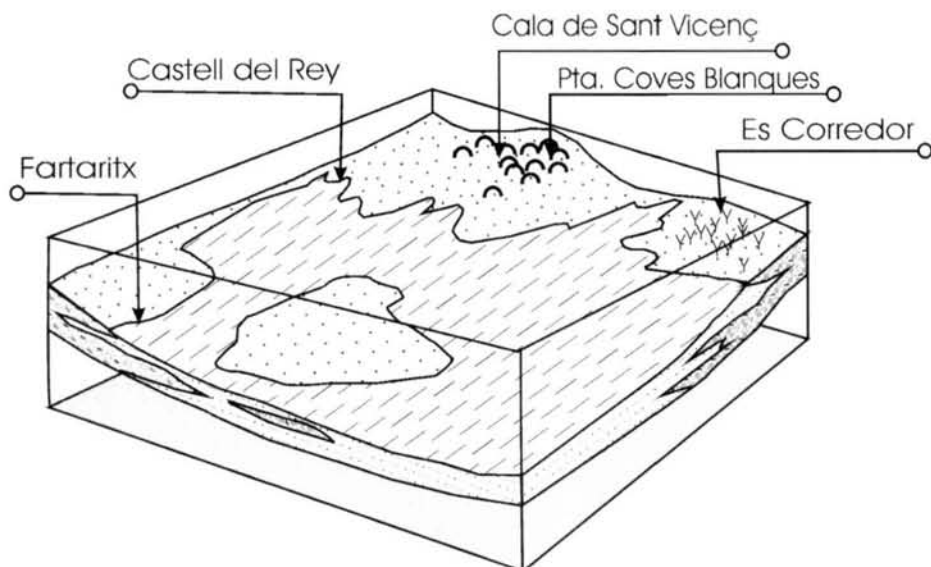 Cala de Sant Vicenç
Castell del Rey
Pta. Coves Blanques
Es Corredor
Fartaritx